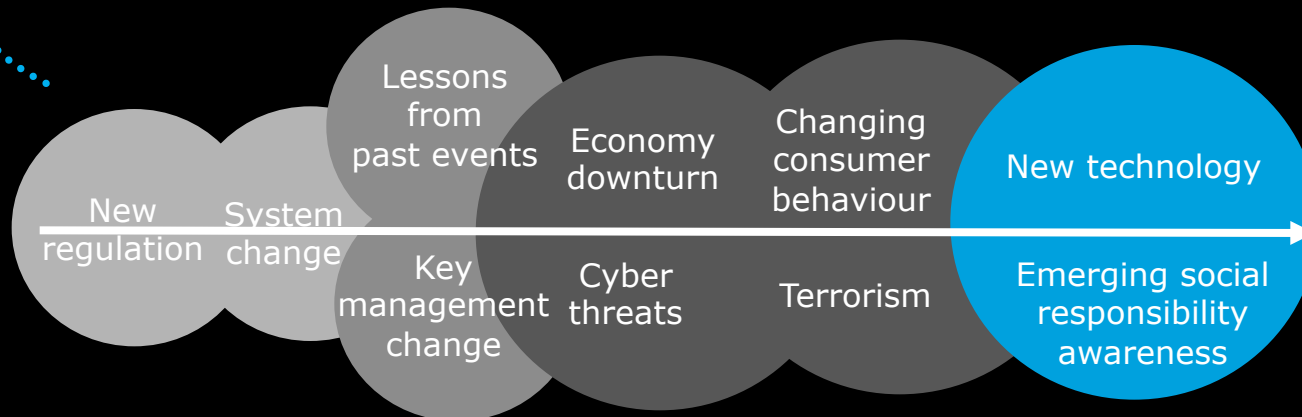 New
regulation
System
change
Lessons
from
past events
Key
management
change
Economy
downturn
Cyber
threats
Changing
consumer
behaviour
Terrorism
New technology
Emerging social
responsibility
awareness